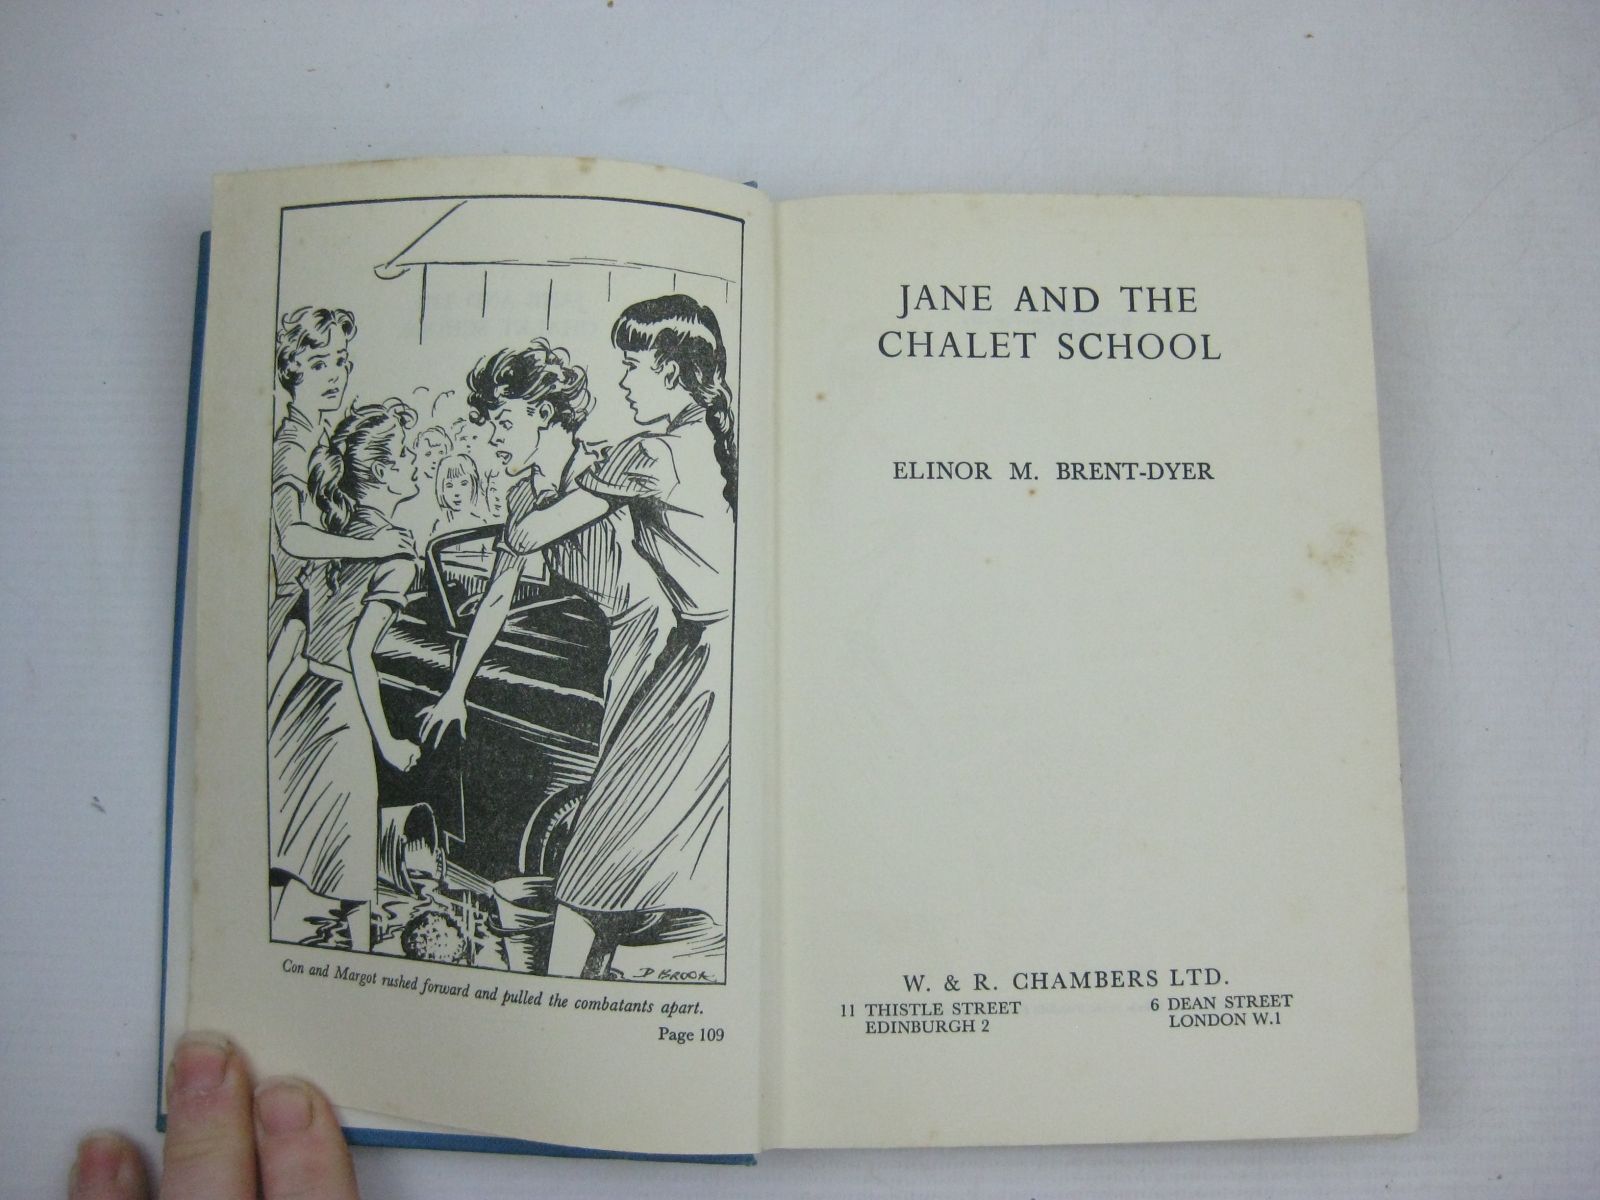 D BROOK.
Con and Margot rushed forward and pulled the combatants apart.
Page 109
JANE AND THE
CHALET SCHOOL
ELINOR M. BRENT-DYER
W. & R. CHAMBERS LTD.
11 THISTLE STREET
EDINBURGH 2
6 DEAN STREET
LONDON W.1